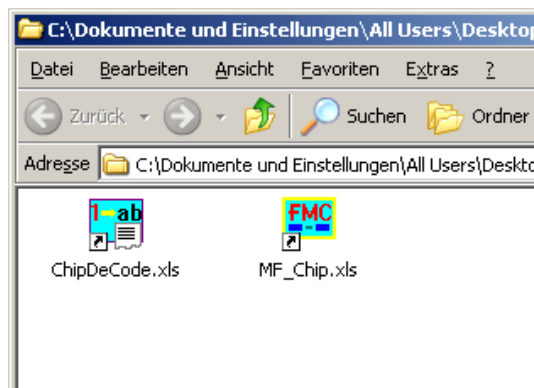 C:\Dokumente und Einstellungen\All Users\Desktop
Datei Bearbeiten Ansicht Favoriten Extras ?
Zurück Suchen Ordner
Adresse C:\Dokumente und Einstellungen\All Users\Deskto
1→ab FMC
ChipDeCode.xls MF_Chip.xls